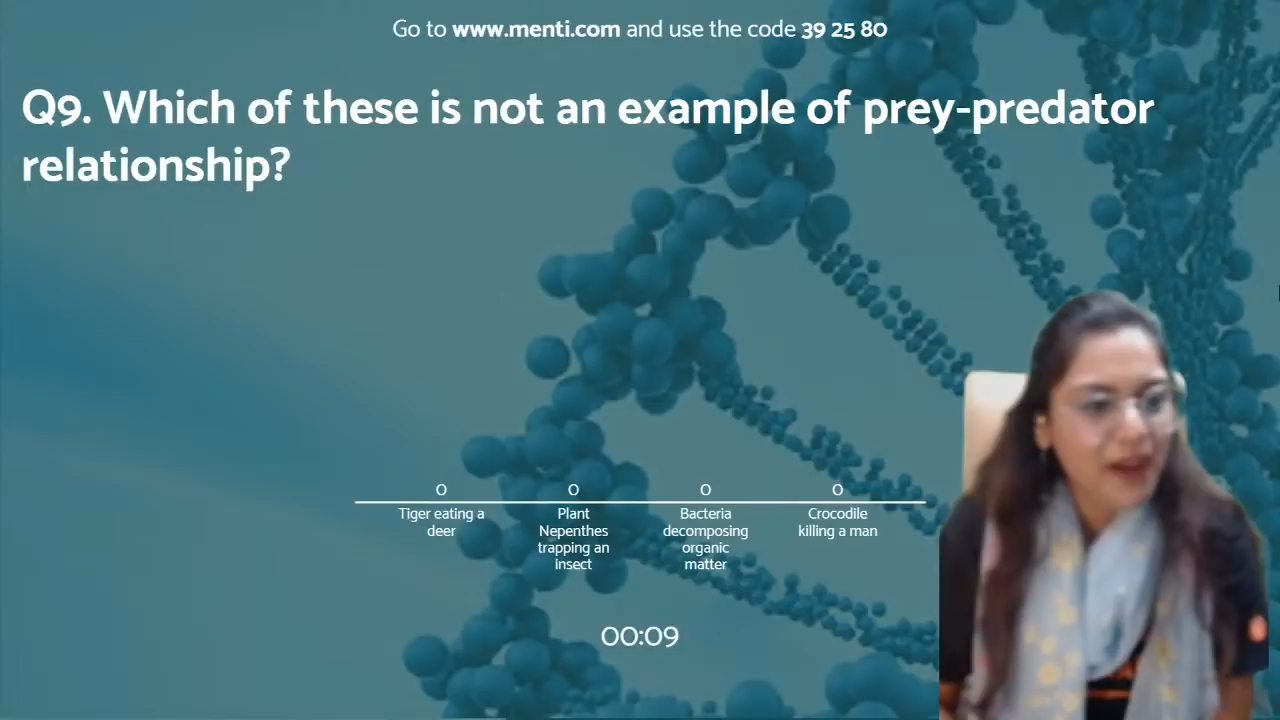 Go to www.menti.com and use the code 39 25 80
Q9. Which of these is not an example of prey-predator
relationship?
0
0
0
0
Tiger eating a
deer
Plant
Nepenthes
trapping an
insect
Bacteria
decomposing
organic
matter
Crocodile
killing a man
00:09